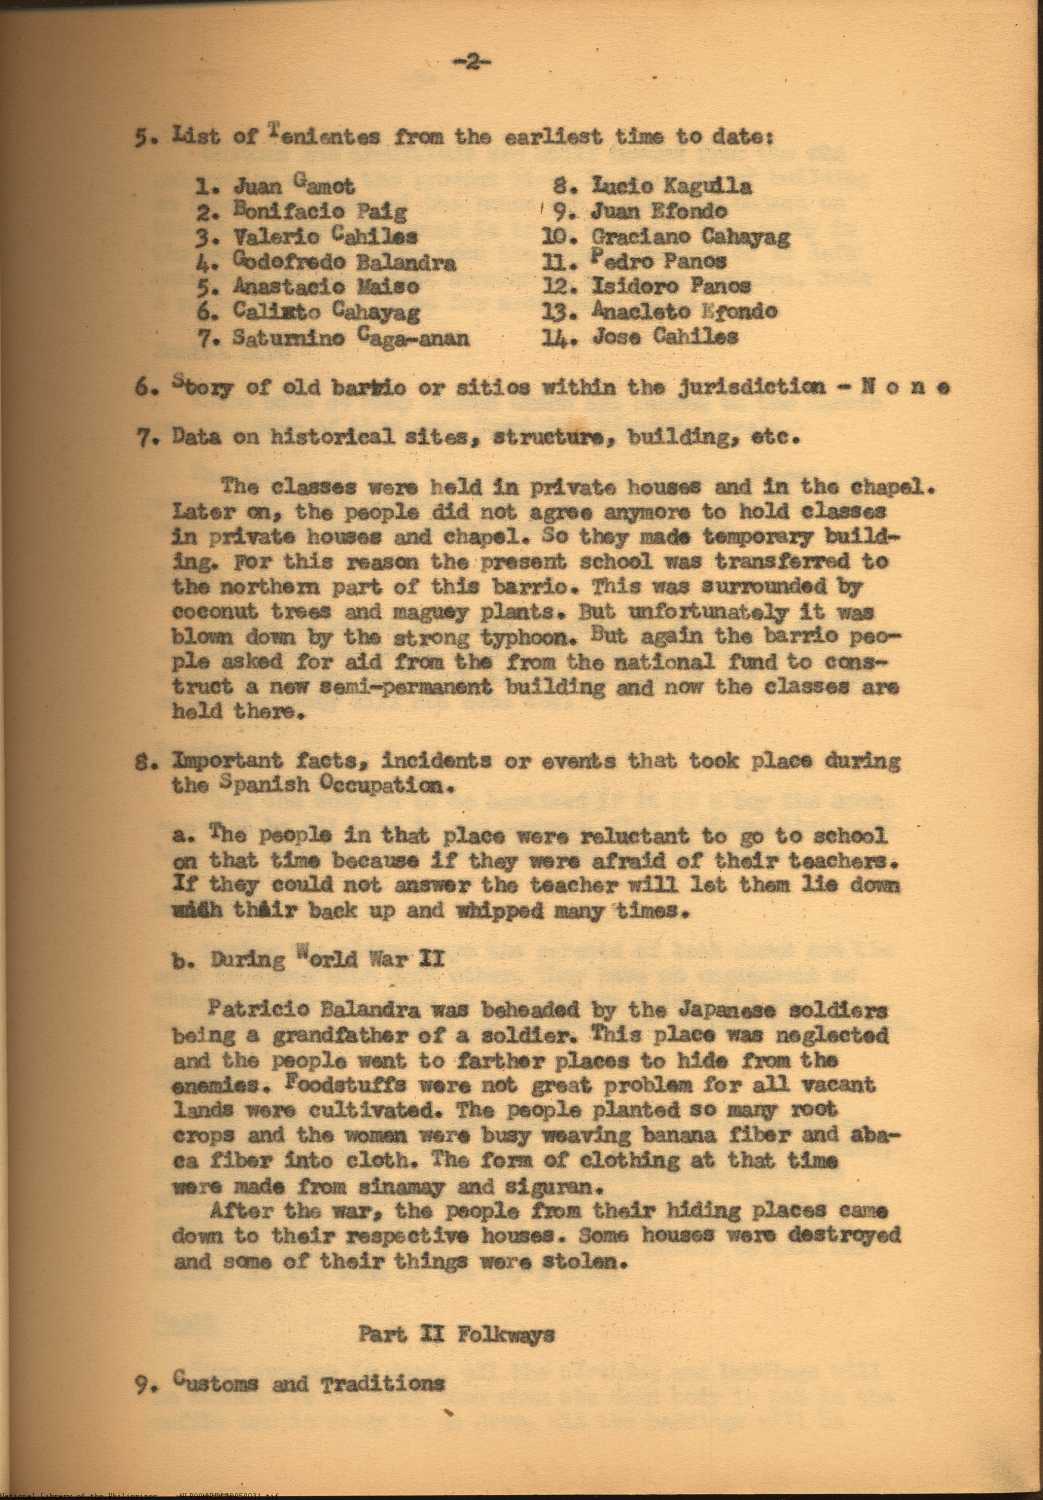 -2-
5. List of Tenientes from the earliest time to date:
1. Juan Gamot
2. Bonifacio Paig
3. Valerio Cahiles
4. Godofredo Balandra
5. Anastacio Maiso
6. Calixto Cahayag
7. Saturnino Caga-anan
8. Lucio Kaguila
9. Juan Efondo
10. Graciano Cahayag
11. Pedro Panos
12. Isidoro Panos
13. Anacleto Efondo
14. Jose Cahiles
6. Story of old barrio or sitios within the jurisdiction - N o n e
7. Data on historical sites, structure, building, etc.
The classes were held in private houses and in the chapel.
Later on, the people did not agree anymore to hold classes
in private houses and chapel. So they made temporary build-
ing. For this reason the present school was transferred to
the northern part of this barrio. This was surrounded by
coconut trees and maguey plants. But unfortunately it was
blown down by the strong typhoon. But again the barrio peo-
ple asked for aid from the from the national fund to cons-
truct a new semi-permanent building and now the classes are
held there.
8. Important facts, incidents or events that took place during
the Spanish Occupation.
a. The people in that place were reluctant to go to school
on that time because if they were afraid of their teachers.
If they could not answer the teacher will let them lie down
with their back up and whipped many times.
b. During World War II
Patricio Balandra was beheaded by the Japanese soldiers
being a grandfather of a soldier. This place was neglected
and the people went to farther places to hide from the
enemies. Foodstuffs were not great problem for all vacant
lands were cultivated. The people planted so many root
crops and the women were busy weaving banana fiber and aba-
ca fiber into cloth. The form of clothing at that time
were made from sinamay and siguran.
After the war, the people from their hiding places came
down to their respective houses. Some houses were destroyed
and some of their things were stolen.
Part II Folkways
9. Customs and Traditions
National Library of the Philippines